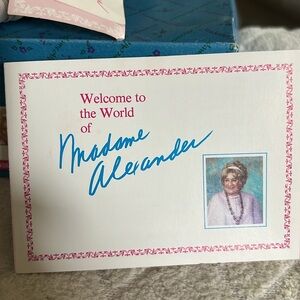 Welcome to
the World
of
Madame
Alexander